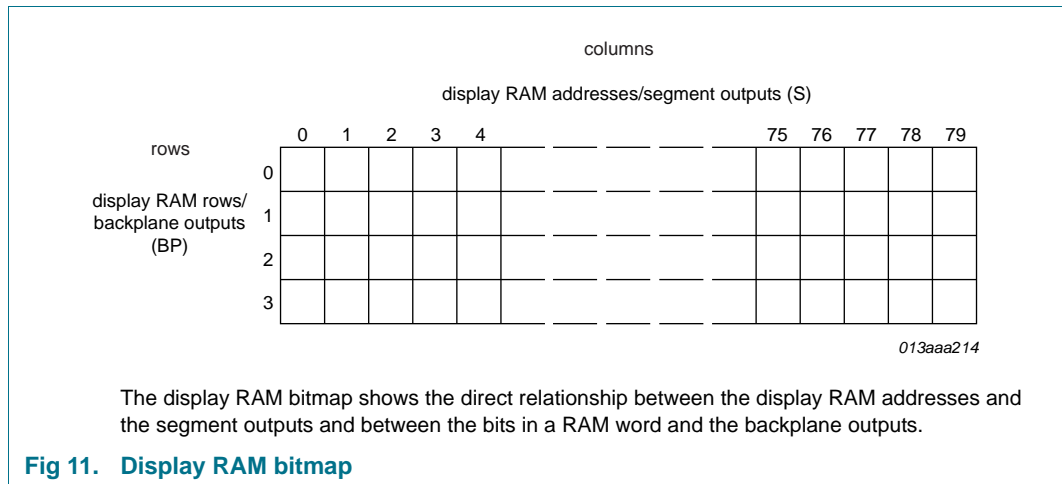 columns
display RAM addresses/segment outputs (S)
0 1 2 3 4 75 76 77 78 79
rows
0
display RAM rows/
backplane outputs
(BP)
1
2
3
013aaa214
The display RAM bitmap shows the direct relationship between the display RAM addresses and
the segment outputs and between the bits in a RAM word and the backplane outputs.
Fig 11. Display RAM bitmap